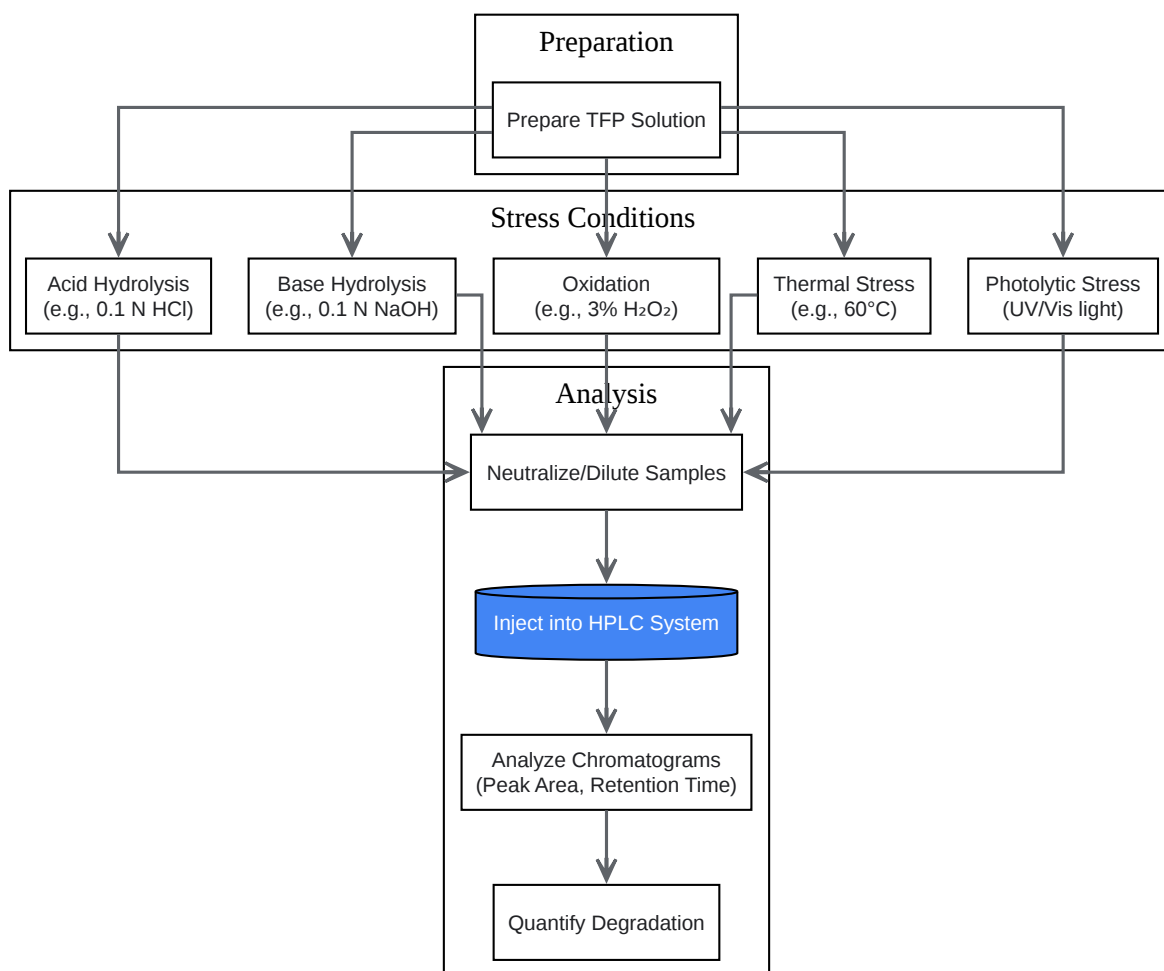 Preparation
Prepare TFP Solution
Stress Conditions
Acid Hydrolysis
(e.g., 0.1 N HCl)
Base Hydrolysis
(e.g., 0.1 N NaOH)
Oxidation
(e.g., 3% H₂O₂)
Thermal Stress
(e.g., 60°C)
Photolytic Stress
(UV/Vis light)
Analysis
Neutralize/Dilute Samples
Inject into HPLC System
Analyze Chromatograms
(Peak Area, Retention Time)
Quantify Degradation